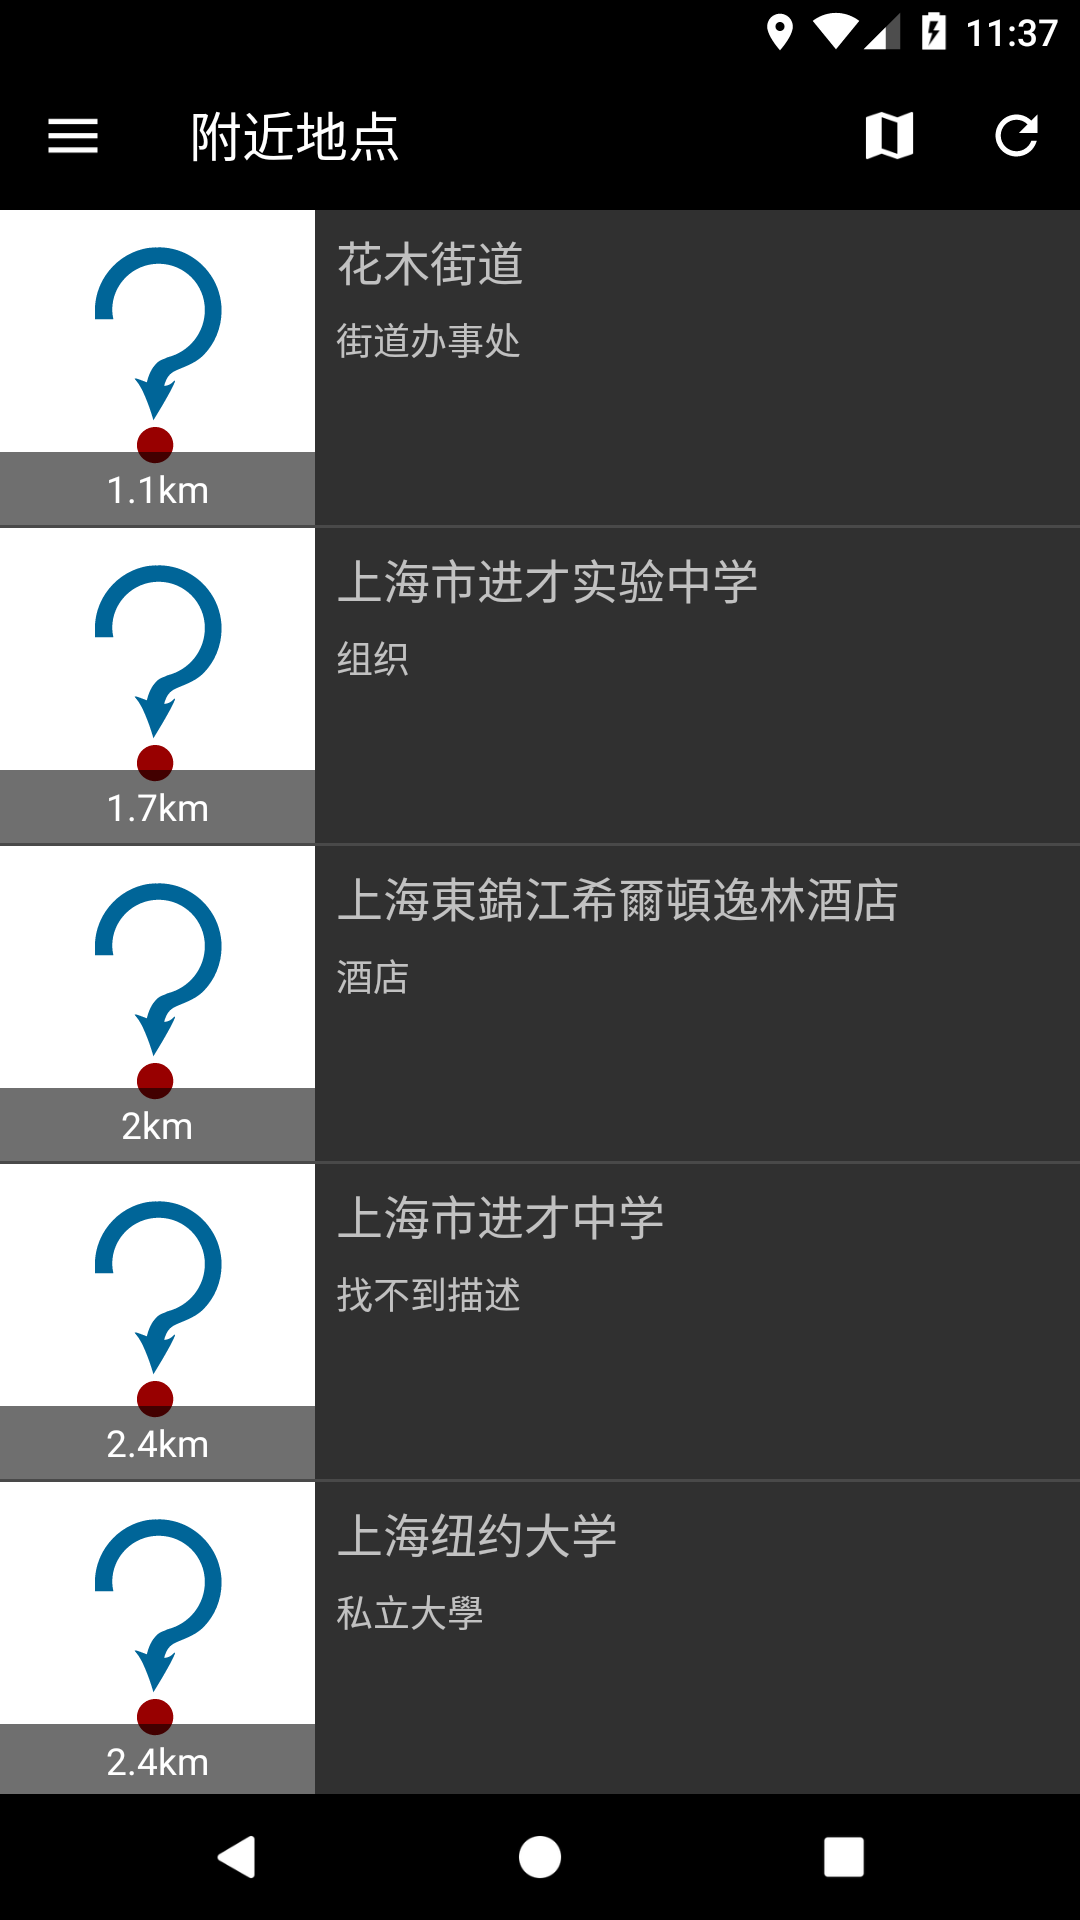 11:37
附近地点
花木街道
街道办事处
1.1km
上海市进才实验中学
组织
1.7km
上海東錦江希爾頓逸林酒店
酒店
2km
上海市进才中学
找不到描述
2.4km
上海纽约大学
私立大學
2.4km